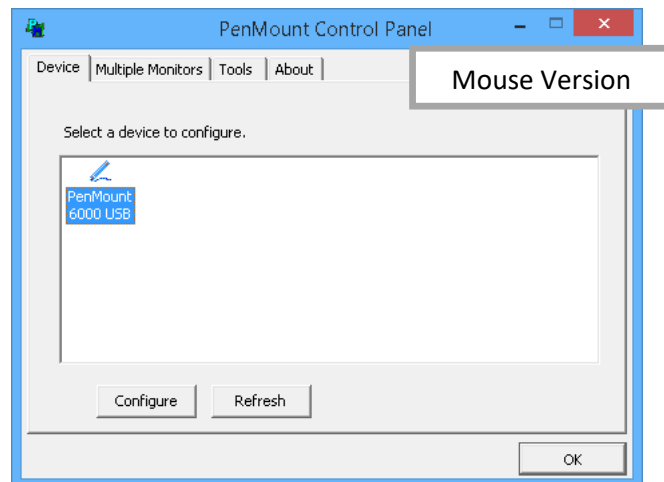 PenMount Control Panel
Mouse Version
Device Multiple Monitors Tools About
Select a device to configure.
PenMount
6000 USB
Configure Refresh
OK